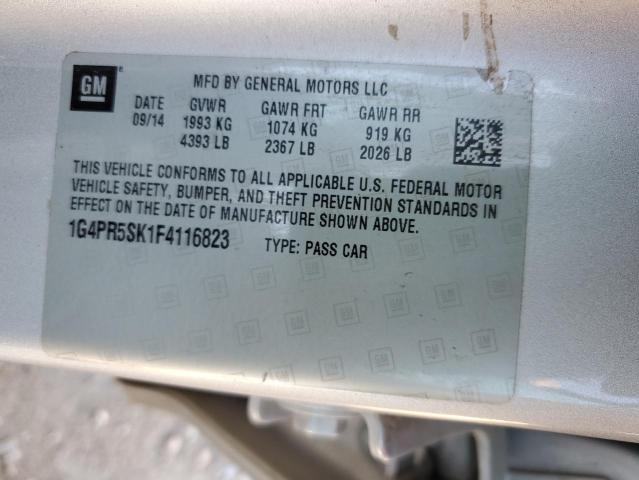 GM
MFD BY GENERAL MOTORS LLC
DATE GVWR GAWR FRT GAWR RR
09/14 1993 KG 1074 KG 919 KG
4393 LB 2367 LB 2026 LB
THIS VEHICLE CONFORMS TO ALL APPLICABLE U.S. FEDERAL MOTOR
VEHICLE SAFETY, BUMPER, AND THEFT PREVENTION STANDARDS IN
EFFECT ON THE DATE OF MANUFACTURE SHOWN ABOVE.
1G4PR5SK1F4116823 TYPE: PASS CAR